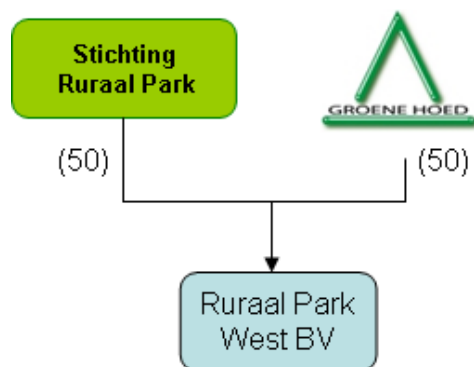 Stichting
Ruraal Park
GROENE HOED
(50)
(50)
Ruraal Park
West BV